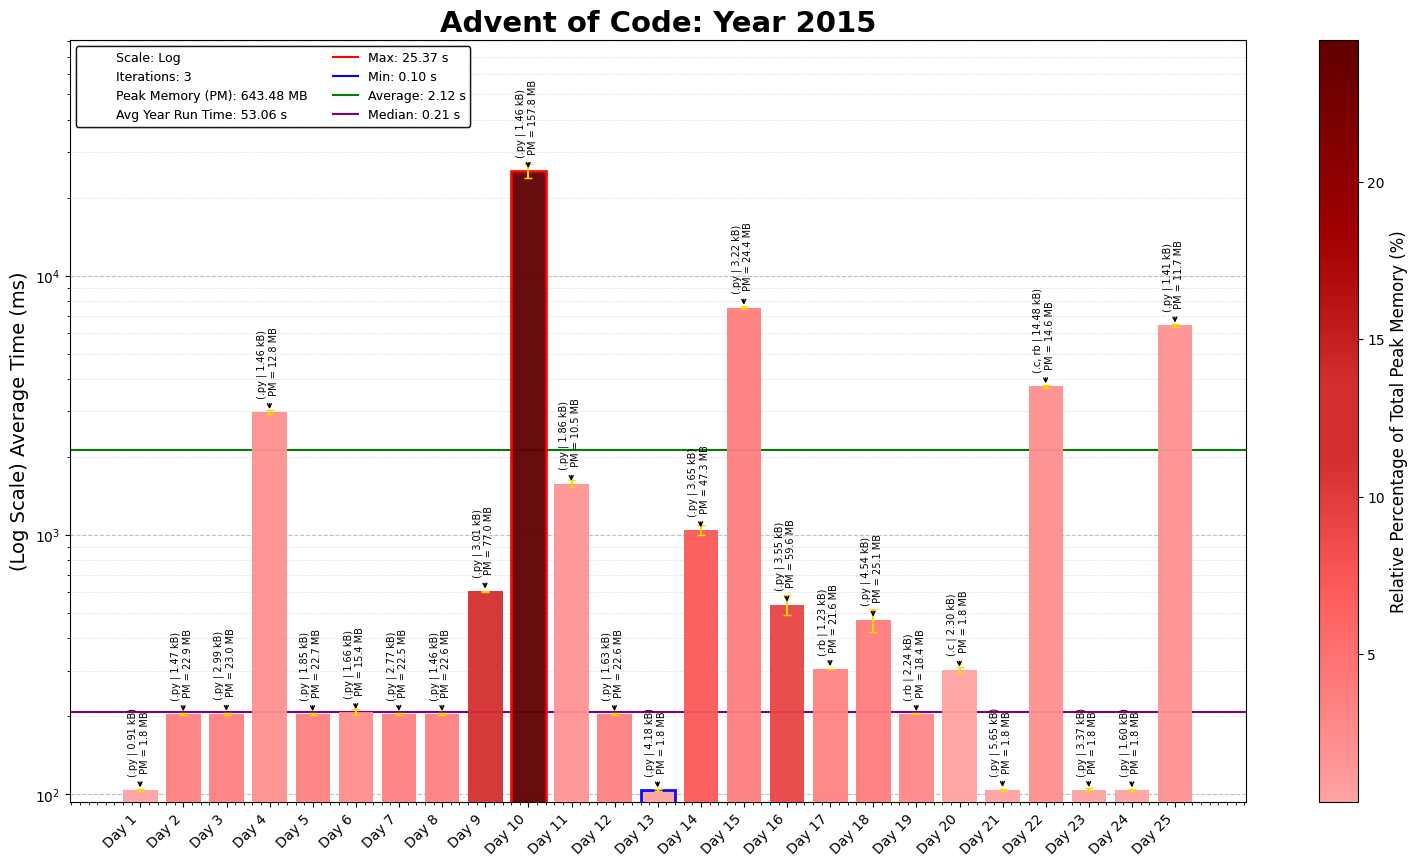 Advent of Code: Year 2015
Scale: Log
Iterations: 3
Peak Memory (PM): 643.48 MB
Avg Year Run Time: 53.06 s
Max: 25.37 s
Min: 0.10 s
Average: 2.12 s
Median: 0.21 s
(Log Scale) Average Time (ms)
10^4
10^3
10^2
(.py | 0.91 kB)
PM = 1.8 MB
(.py | 1.47 kB)
PM = 22.9 MB
(.py | 2.99 kB)
PM = 23.0 MB
(.py | 1.46 kB)
PM = 12.8 MB
(.py | 1.85 kB)
PM = 22.7 MB
(.py | 1.66 kB)
PM = 15.4 MB
(.py | 2.77 kB)
PM = 22.5 MB
(.py | 1.46 kB)
PM = 22.6 MB
(.py | 3.01 kB)
PM = 77.0 MB
(.py | 1.46 kB)
PM = 157.8 MB
(.py | 1.86 kB)
PM = 10.5 MB
(.py | 1.63 kB)
PM = 22.6 MB
(.py | 4.18 kB)
PM = 1.8 MB
(.py | 3.65 kB)
PM = 47.3 MB
(.py | 3.22 kB)
PM = 24.4 MB
(.py | 3.55 kB)
PM = 59.6 MB
(.rb | 1.23 kB)
PM = 21.6 MB
(.py | 4.54 kB)
PM = 25.1 MB
(.rb | 2.24 kB)
PM = 18.4 MB
(.c | 2.30 kB)
PM = 1.8 MB
(.py | 5.65 kB)
PM = 1.8 MB
(.c, rb | 14.48 kB)
PM = 14.6 MB
(.py | 3.37 kB)
PM = 1.8 MB
(.py | 1.60 kB)
PM = 1.8 MB
(.py | 1.41 kB)
PM = 11.7 MB
Day 1
Day 2
Day 3
Day 4
Day 5
Day 6
Day 7
Day 8
Day 9
Day 10
Day 11
Day 12
Day 13
Day 14
Day 15
Day 16
Day 17
Day 18
Day 19
Day 20
Day 21
Day 22
Day 23
Day 24
Day 25
20
15
10
5
Relative Percentage of Total Peak Memory (%)